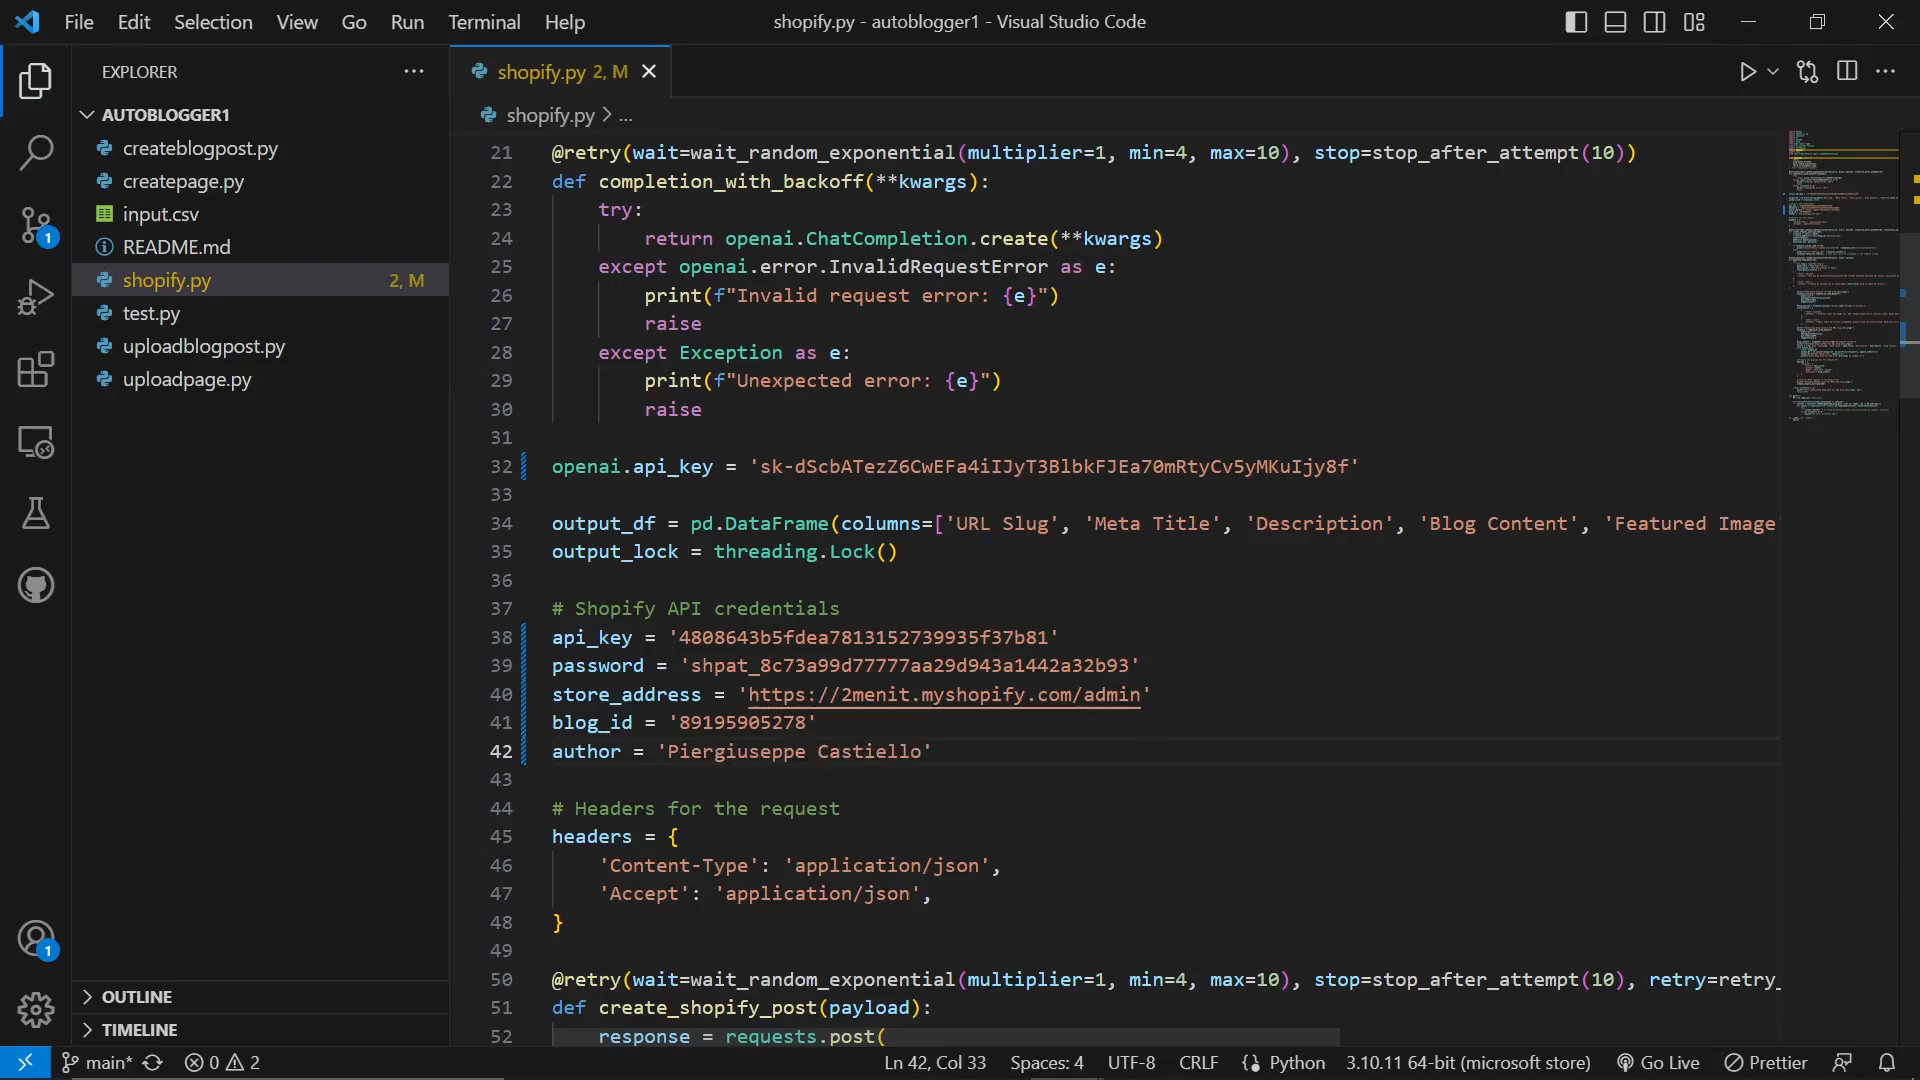 File Edit Selection View Go Run Terminal Help
shopify.py - autoblogger1 - Visual Studio Code
EXPLORER
AUTOBLOGGER1
createblogpost.py
createpage.py
input.csv
README.md
shopify.py 2, M
test.py
uploadblogpost.py
uploadpage.py
OUTLINE
TIMELINE
1
1
shopify.py 2, M
shopify.py > ...
21 @retry(wait=wait_random_exponential(multiplier=1, min=4, max=10), stop=stop_after_attempt(10))
22 def completion_with_backoff(**kwargs):
23 try:
24 return openai.ChatCompletion.create(**kwargs)
25 except openai.error.InvalidRequestError as e:
26 print(f"Invalid request error: {e}")
27 raise
28 except Exception as e:
29 print(f"Unexpected error: {e}")
30 raise
31
32 openai.api_key = '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'
33
34 output_df = pd.DataFrame(columns=['URL Slug', 'Meta Title', 'Description', 'Blog Content', 'Featured Image'
35 output_lock = threading.Lock()
36
37 # Shopify API credentials
38 api_key = '4808643b5fdea7813152739935f37b81'
39 password = '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'
40 store_address = 'https://2menit.myshopify.com/admin'
41 blog_id = '89195905278'
42 author = 'Piergiuseppe Castiello'
43
44 # Headers for the request
45 headers = {
46 'Content-Type': 'application/json',
47 'Accept': 'application/json',
48 }
49
50 @retry(wait=wait_random_exponential(multiplier=1, min=4, max=10), stop=stop_after_attempt(10), retry=retry_
51 def create_shopify_post(payload):
52 response = requests.post(
main* 0 2 Ln 42, Col 33 Spaces: 4 UTF-8 CRLF Python 3.10.11 64-bit (microsoft store) Go Live Prettier